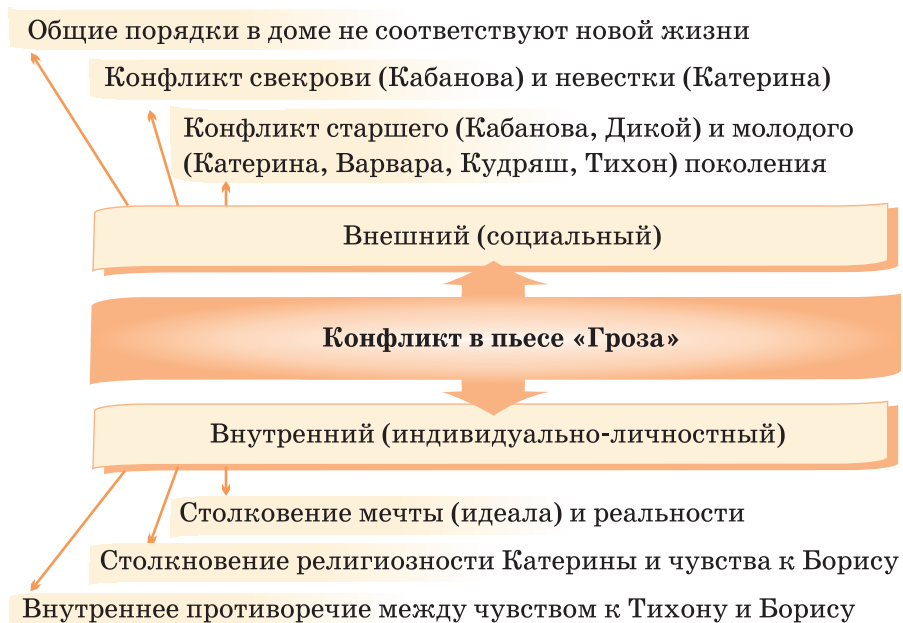 Общие порядки в доме не соответствуют новой жизни
Конфликт свекрови (Кабанова) и невестки (Катерина)
Конфликт старшего (Кабанова, Дикой) и молодого
(Катерина, Варвара, Кудряш, Тихон) поколения
Внешний (социальный)
Конфликт в пьесе «Гроза»
Внутренний (индивидуально-личностный)
Столковение мечты (идеала) и реальности
Столкновение религиозности Катерины и чувства к Борису
Внутреннее противоречие между чувством к Тихону и Борису